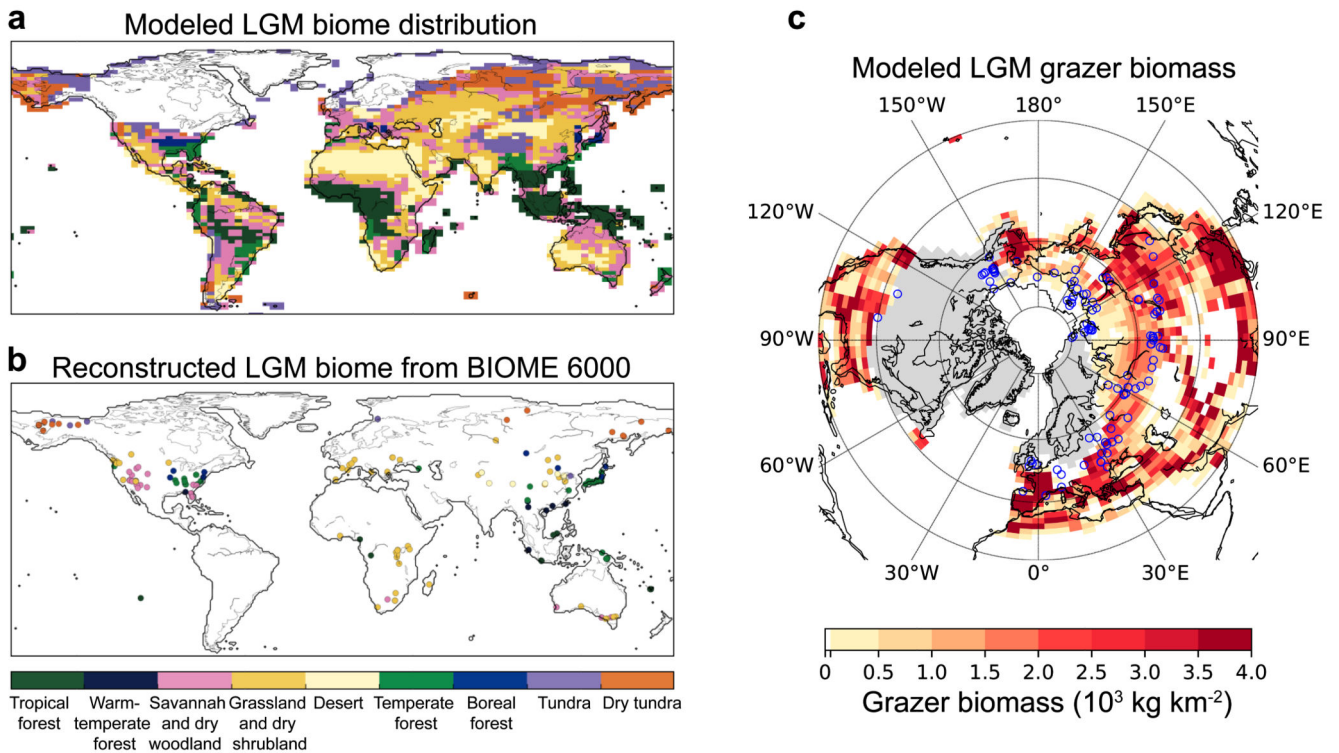 a
Modeled LGM biome distribution
b
Reconstructed LGM biome from BIOME 6000
Tropical forest
Warm-temperate forest
Savannah and dry woodland
Grassland and dry shrubland
Desert
Temperate forest
Boreal forest
Tundra
Dry tundra
c
Modeled LGM grazer biomass
150°W
180°
150°E
120°W
120°E
90°W
90°E
60°W
60°E
30°W
0°
30°E
0 0.5 1.0 1.5 2.0 2.5 3.0 3.5 4.0
Grazer biomass (10³ kg km⁻²)